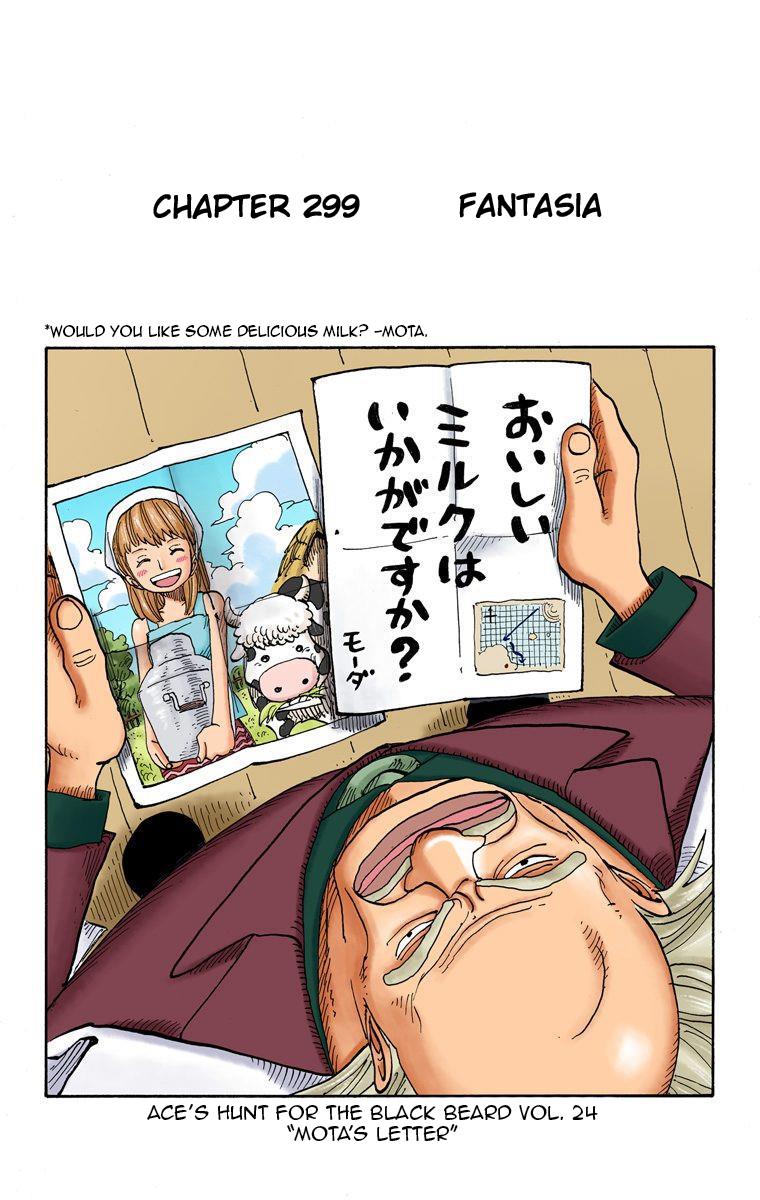 CHAPTER 299 FANTASIA
*WOULD YOU LIKE SOME DELICIOUS MILK? -MOTA.
おいしい
ミルクは
いかがですか?
モーダ
ACE'S HUNT FOR THE BLACK BEARD VOL. 24
"MOTA'S LETTER"